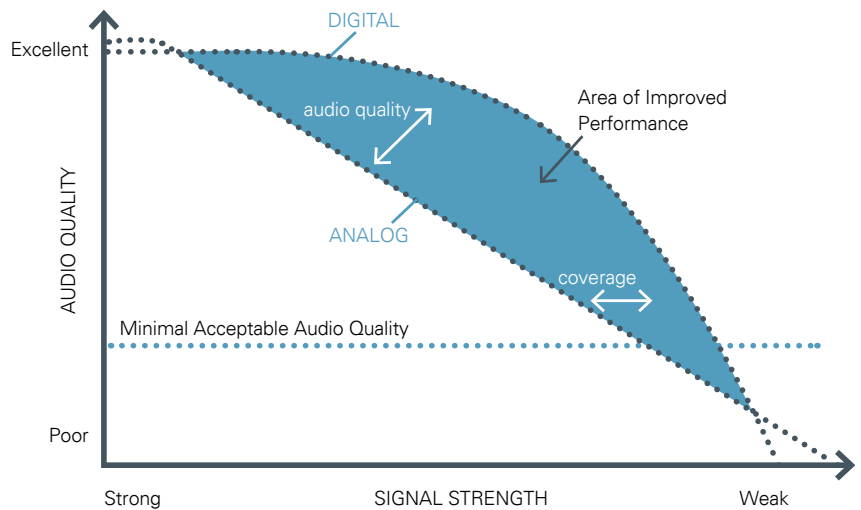 DIGITAL
Excellent
audio quality
Area of Improved
Performance
AUDIO QUALITY
ANALOG
coverage
Minimal Acceptable Audio Quality
Poor
Strong
SIGNAL STRENGTH
Weak